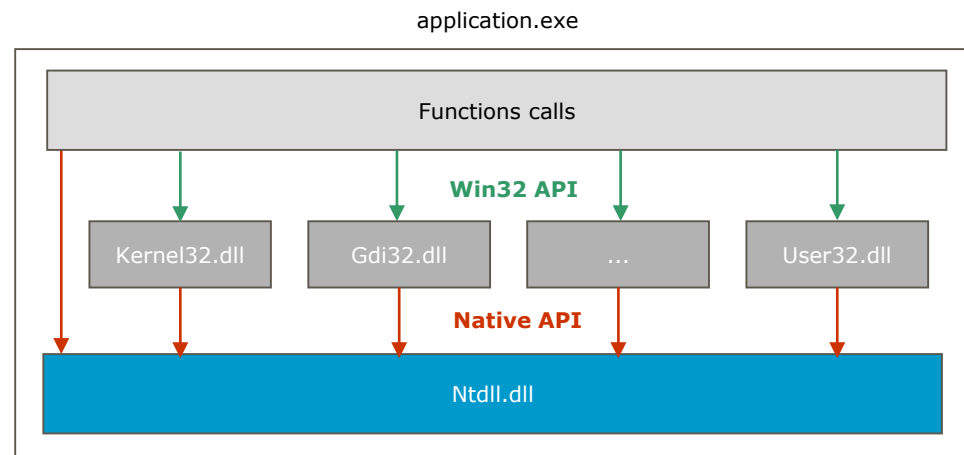 application.exe
Functions calls
Win32 API
Kernel32.dll
Gdi32.dll
...
User32.dll
Native API
Ntdll.dll